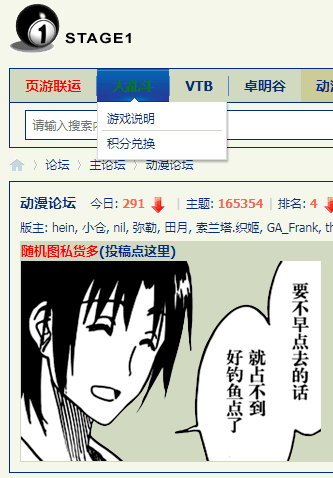 1
STAGE1
页游联运
大乱斗
VTB
卓明谷
动漫
请输入搜索内
游戏说明
积分兑换
论坛 主论坛 动漫论坛
动漫论坛 今日: 291 | 主题: 165354 | 排名: 4
版主: hein, 小仓, nil, 弥勒, 田月, 索兰塔.织姬, GA_Frank, th
随机图私货多(投稿点这里)
要不早点去的话
就占不到
好钓鱼点了